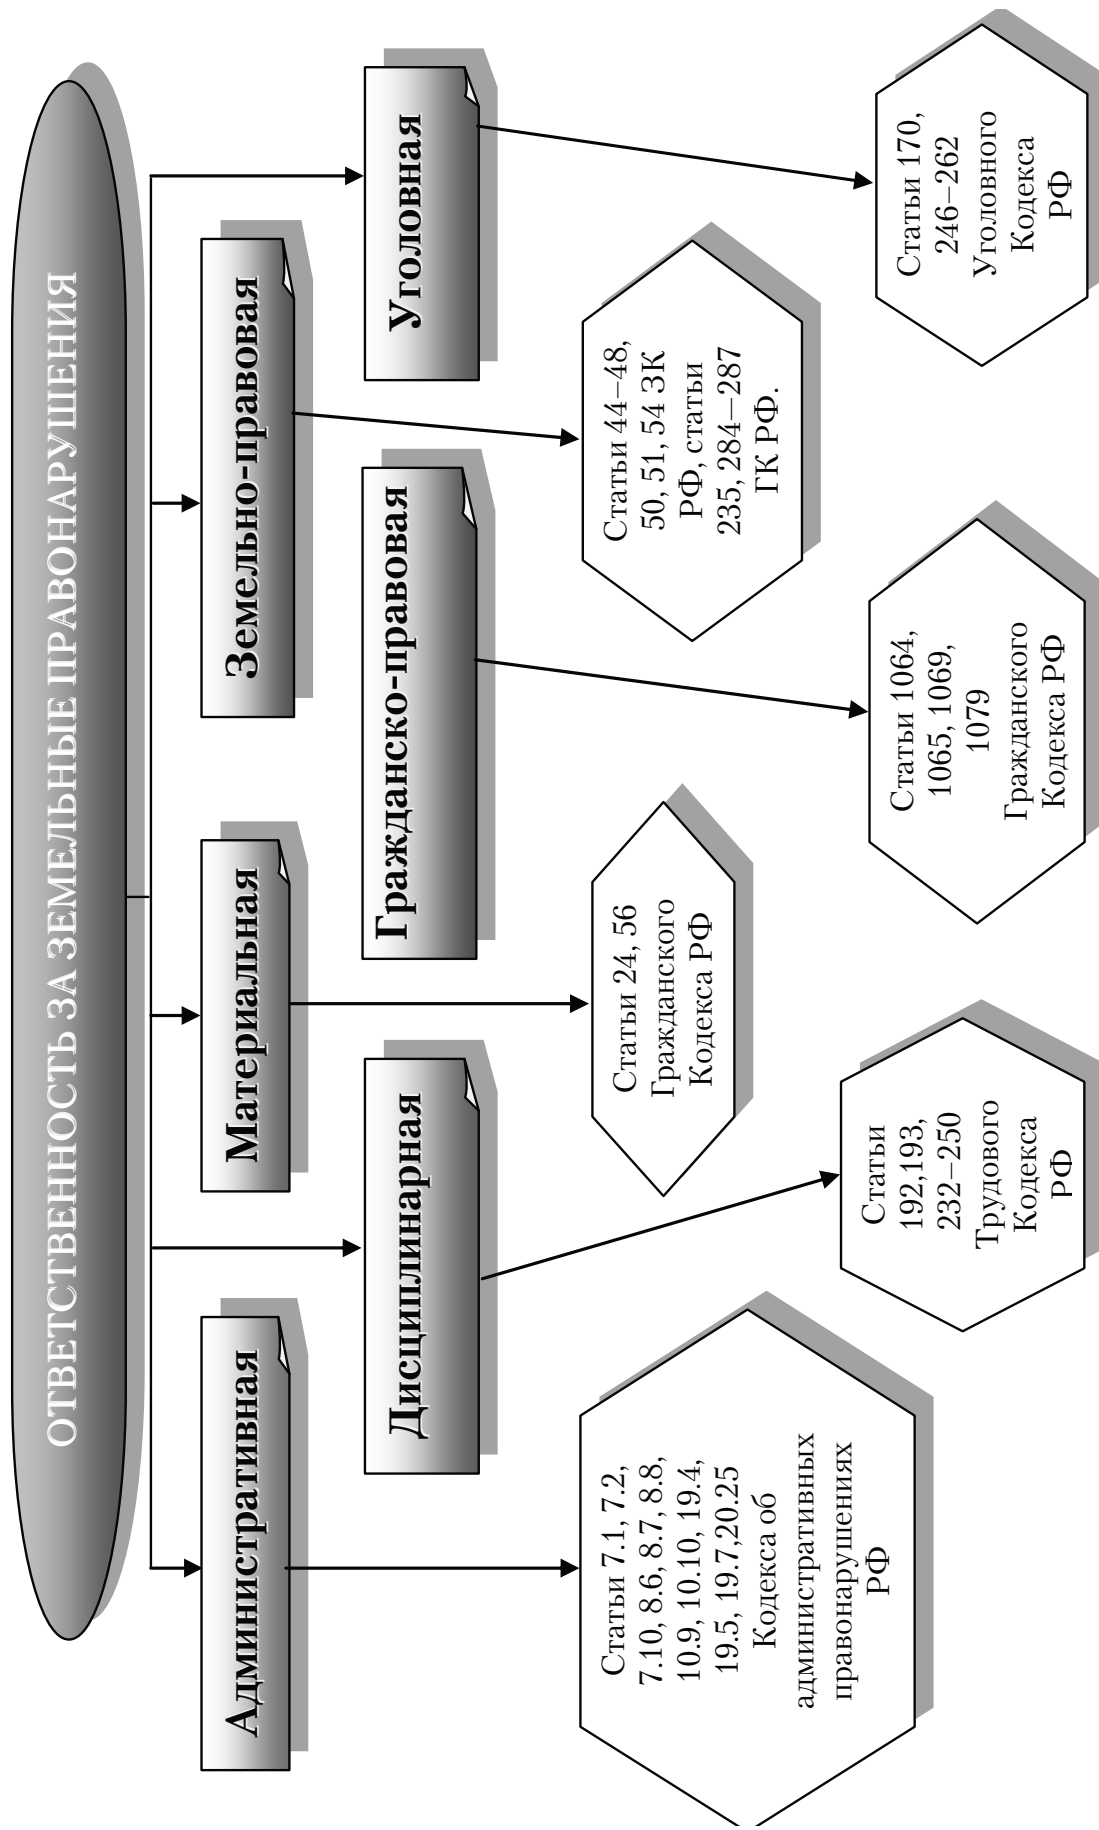 ОТВЕТСТВЕННОСТЬ ЗА ЗЕМЕЛЬНЫЕ ПРАВОНАРУШЕНИЯ
Административная
Материальная
Земельно-правовая
Дисциплинарная
Гражданско-правовая
Уголовная
Статьи 7.1, 7.2,
7.10, 8.6, 8.7, 8.8,
10.9, 10.10, 19.4,
19.5, 19.7,20.25
Кодекса об
административных
правонарушениях
РФ
Статьи 24, 56
Гражданского
Кодекса РФ
Статьи 44–48,
50, 51, 54 ЗК
РФ, статьи
235, 284–287
ГК РФ.
Статьи
192,193,
232–250
Трудового
Кодекса
РФ
Статьи 1064,
1065, 1069,
1079
Гражданского
Кодекса РФ
Статьи 170,
246–262
Уголовного
Кодекса
РФ